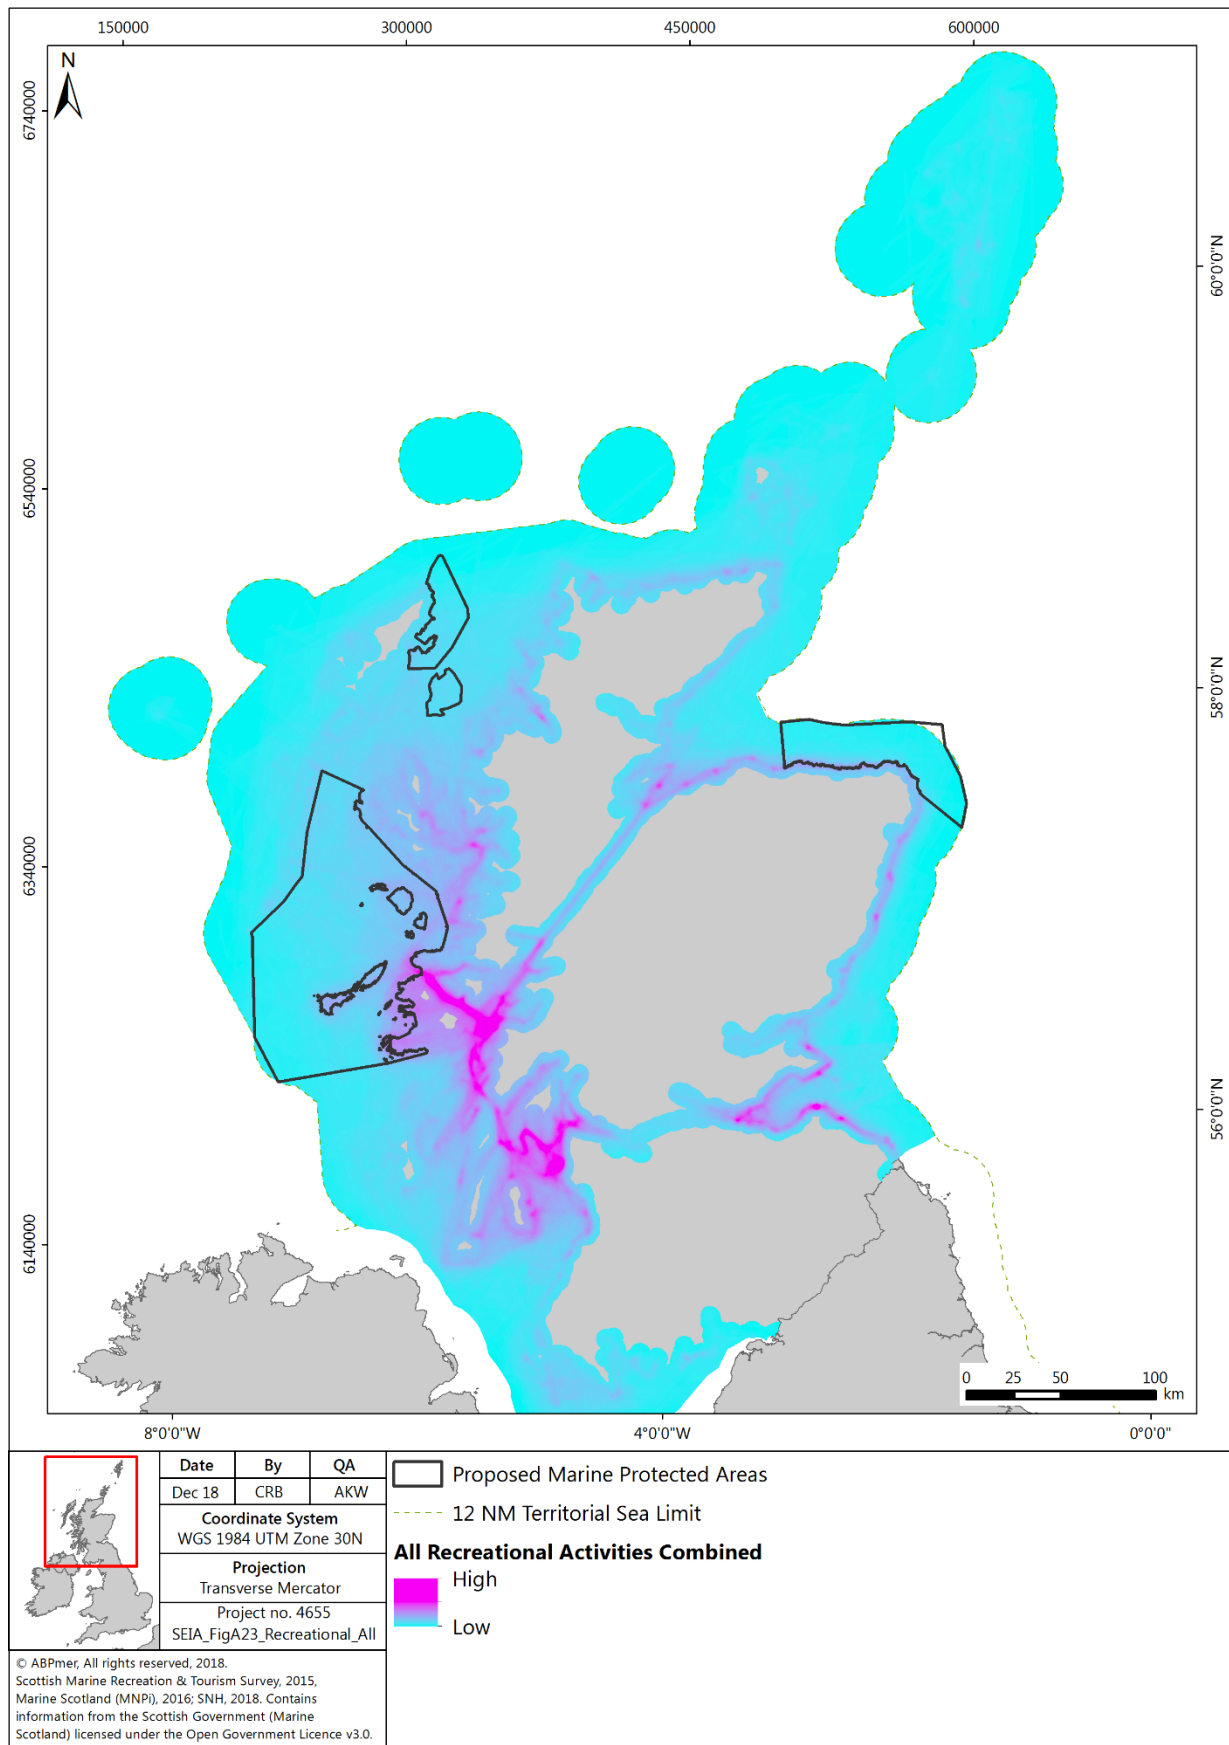 150000 300000 450000 600000
N
6740000
6540000
6340000
6140000
60°0'0"N
58°0'0"N
56°0'0"N
0 25 50 100
km
8°0'0"W 4°0'0"W 0°0'0"
Date By QA
Dec 18 CRB AKW
Coordinate System
WGS 1984 UTM Zone 30N
Projection
Transverse Mercator
Project no. 4655
SEIA_FigA23_Recreational_All
© ABPmer, All rights reserved, 2018.
Scottish Marine Recreation & Tourism Survey, 2015,
Marine Scotland (MNPi), 2016; SNH, 2018. Contains
information from the Scottish Government (Marine
Scotland) licensed under the Open Government Licence v3.0.
Proposed Marine Protected Areas
12 NM Territorial Sea Limit
All Recreational Activities Combined
High
Low